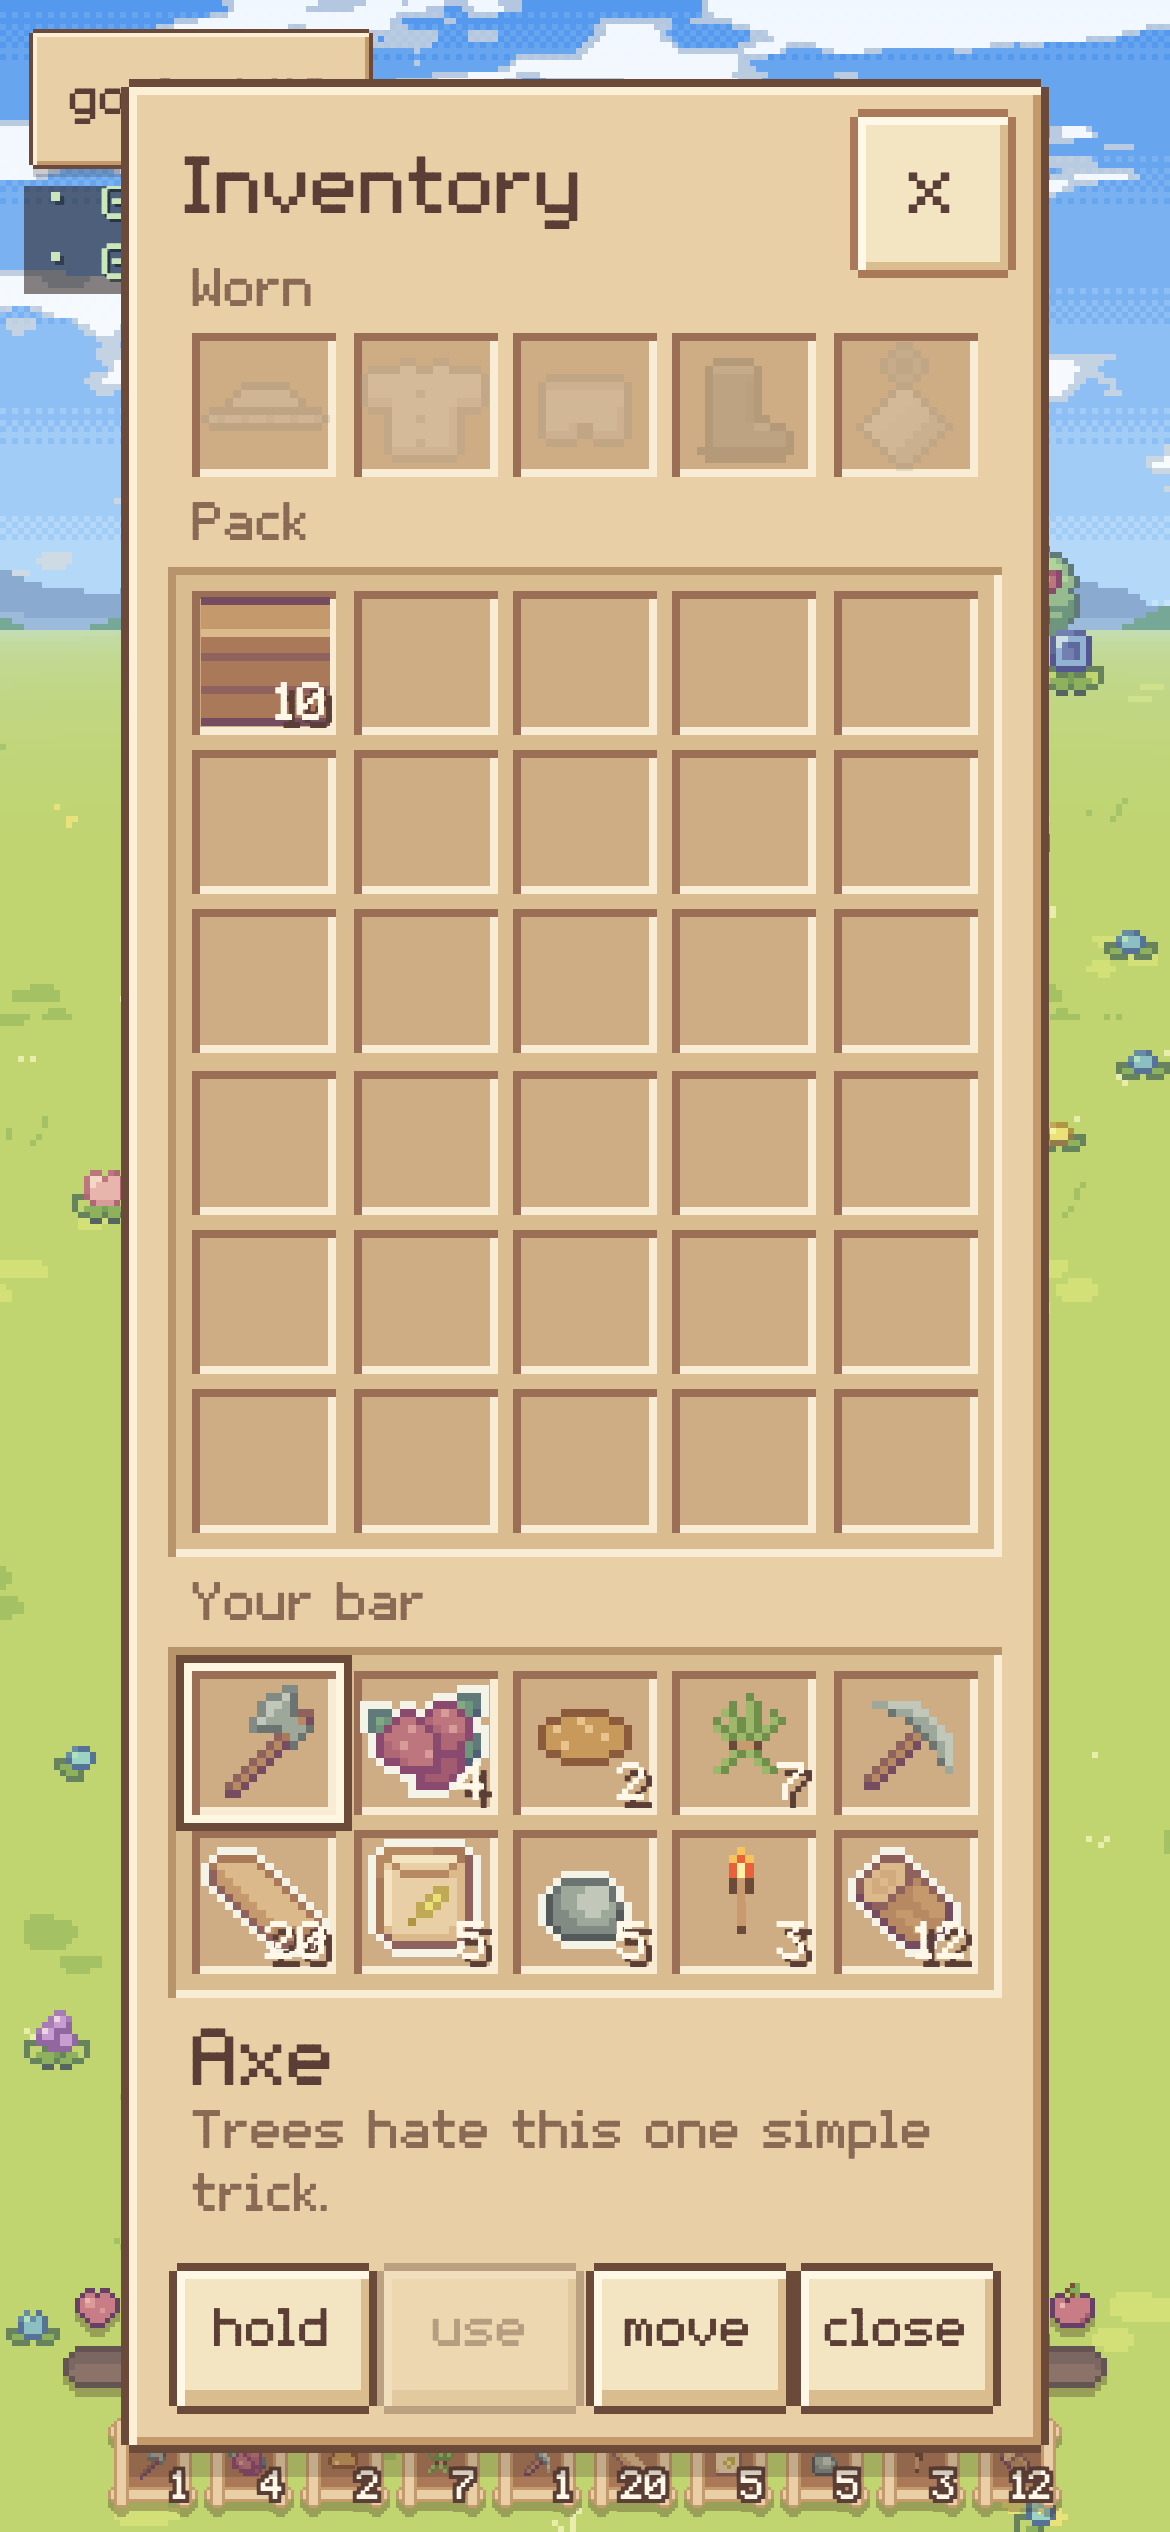 go
Inventory
x
Worn
Pack
10
Your bar
4 2 7
20 5 5 3 12
Axe
Trees hate this one simple
trick.
hold use move close
1 4 2 7 1 20 5 5 3 12